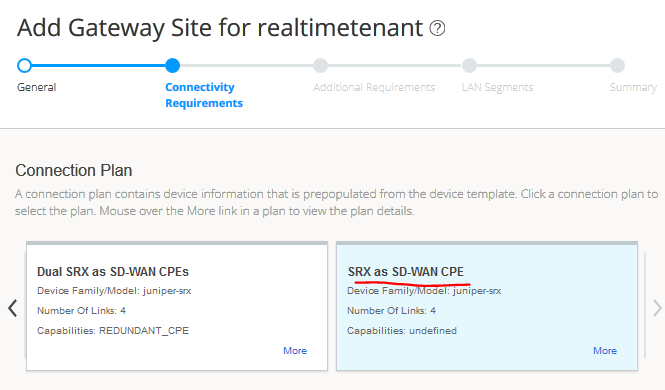 Add Gateway Site for realtimetenant ?
General
Connectivity Requirements
Additional Requirements
LAN Segments
Summary
Connection Plan
A connection plan contains device information that is prepopulated from the device template. Click a connection plan to
select the plan. Mouse over the More link in a plan to view the plan details.
Dual SRX as SD-WAN CPEs
Device Family/Model: juniper-srx
Number Of Links: 4
Capabilities: REDUNDANT_CPE
More
SRX as SD-WAN CPE
Device Family/Model: juniper-srx
Number Of Links: 4
Capabilities: undefined
More